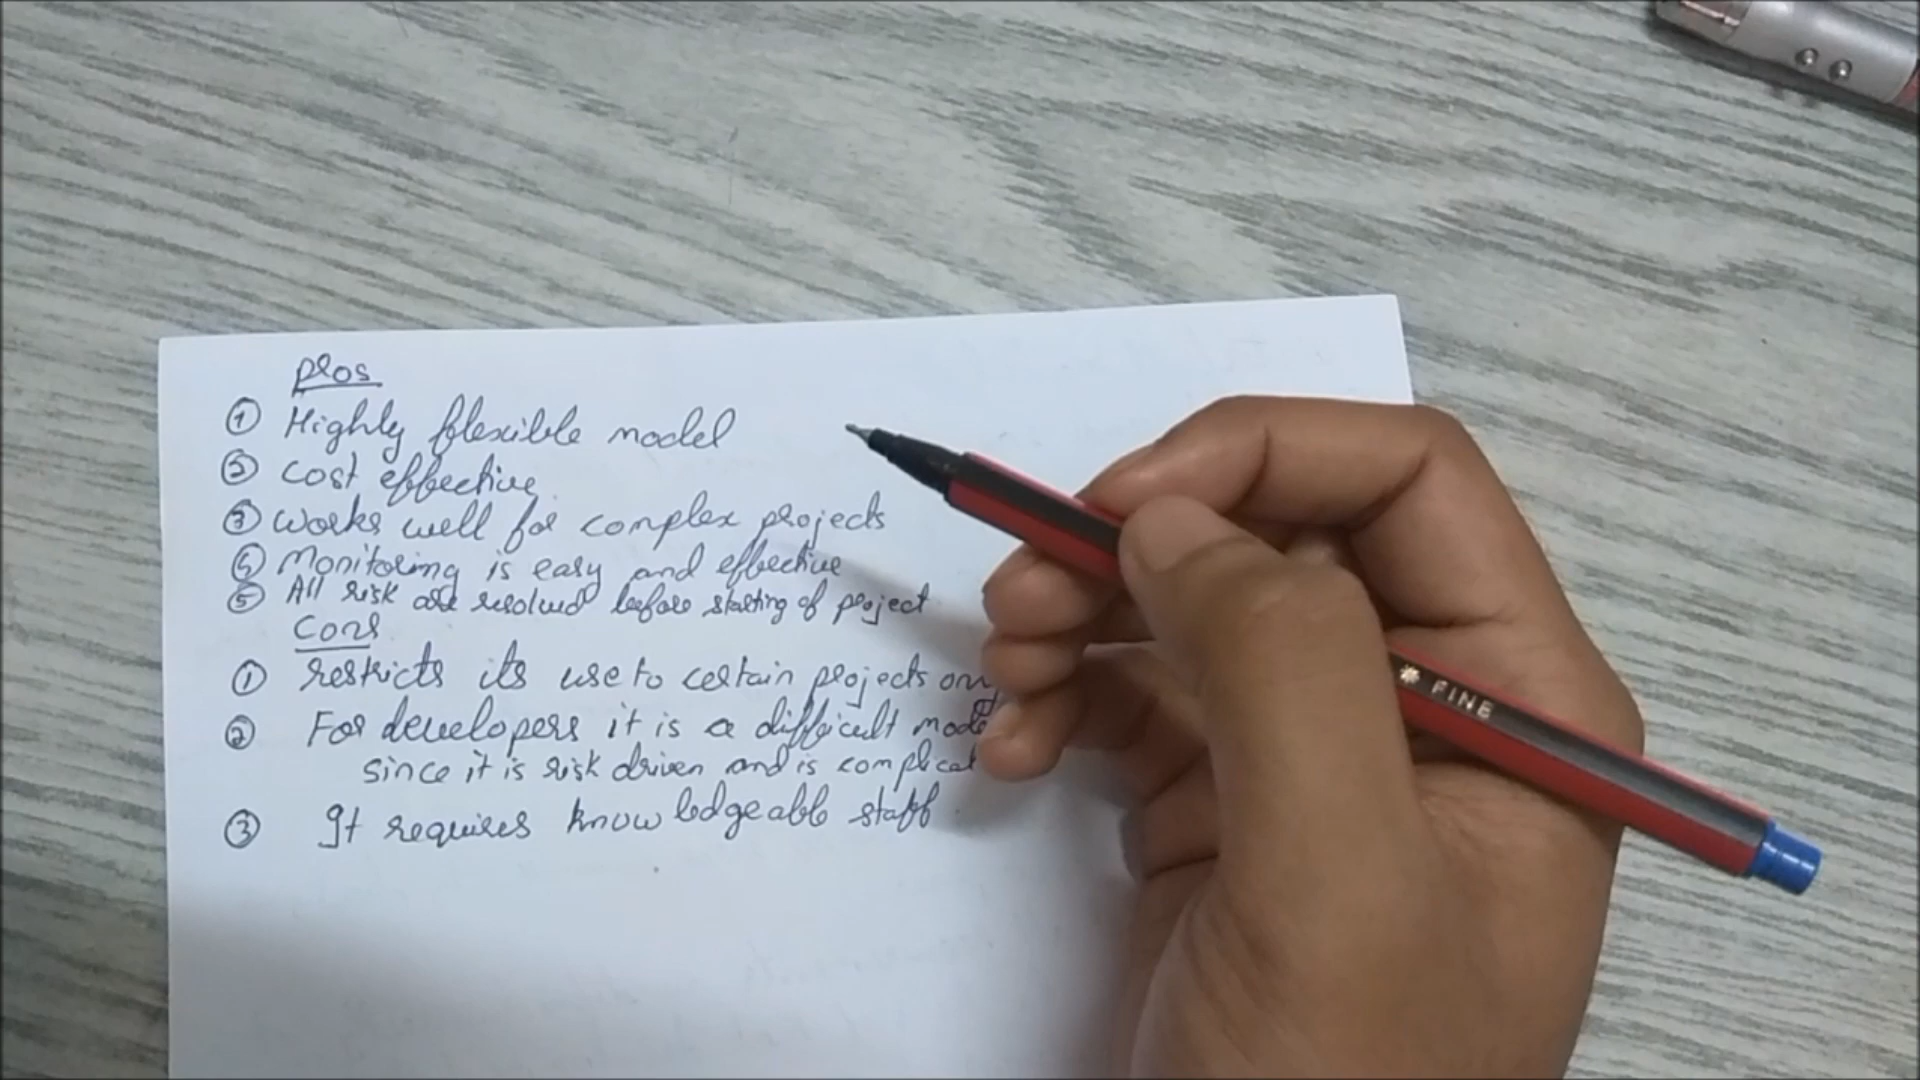 Pros
① Highly flexible model
② cost effective
③ works well for complex projects
④ Monitoring is easy and effective
⑤ All risk are resolved before starting of project
Cons
① restricts its use to certain projects
② For developers it is a difficult
since it is risk driven and is
③ It requires knowledgeable staff
FINE